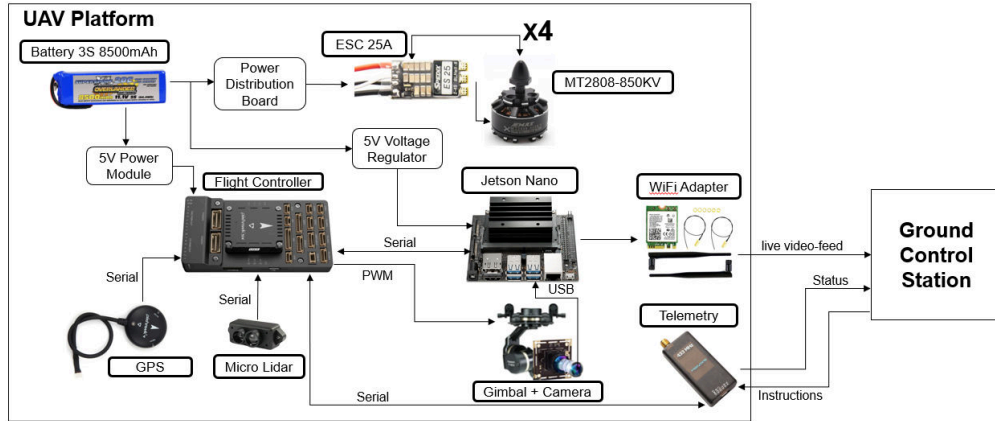 UAV Platform
Battery 3S 8500mAh
ESC 25A
X4
Power
Distribution
Board
MT2808-850KV
5V Voltage
Regulator
5V Power
Module
Flight Controller
Jetson Nano
WiFi Adapter
Ground
Control
Station
Serial
live video-feed
PWM
Serial
Serial
USB
Status
Telemetry
GPS
Micro Lidar
Gimbal + Camera
Serial
Instructions